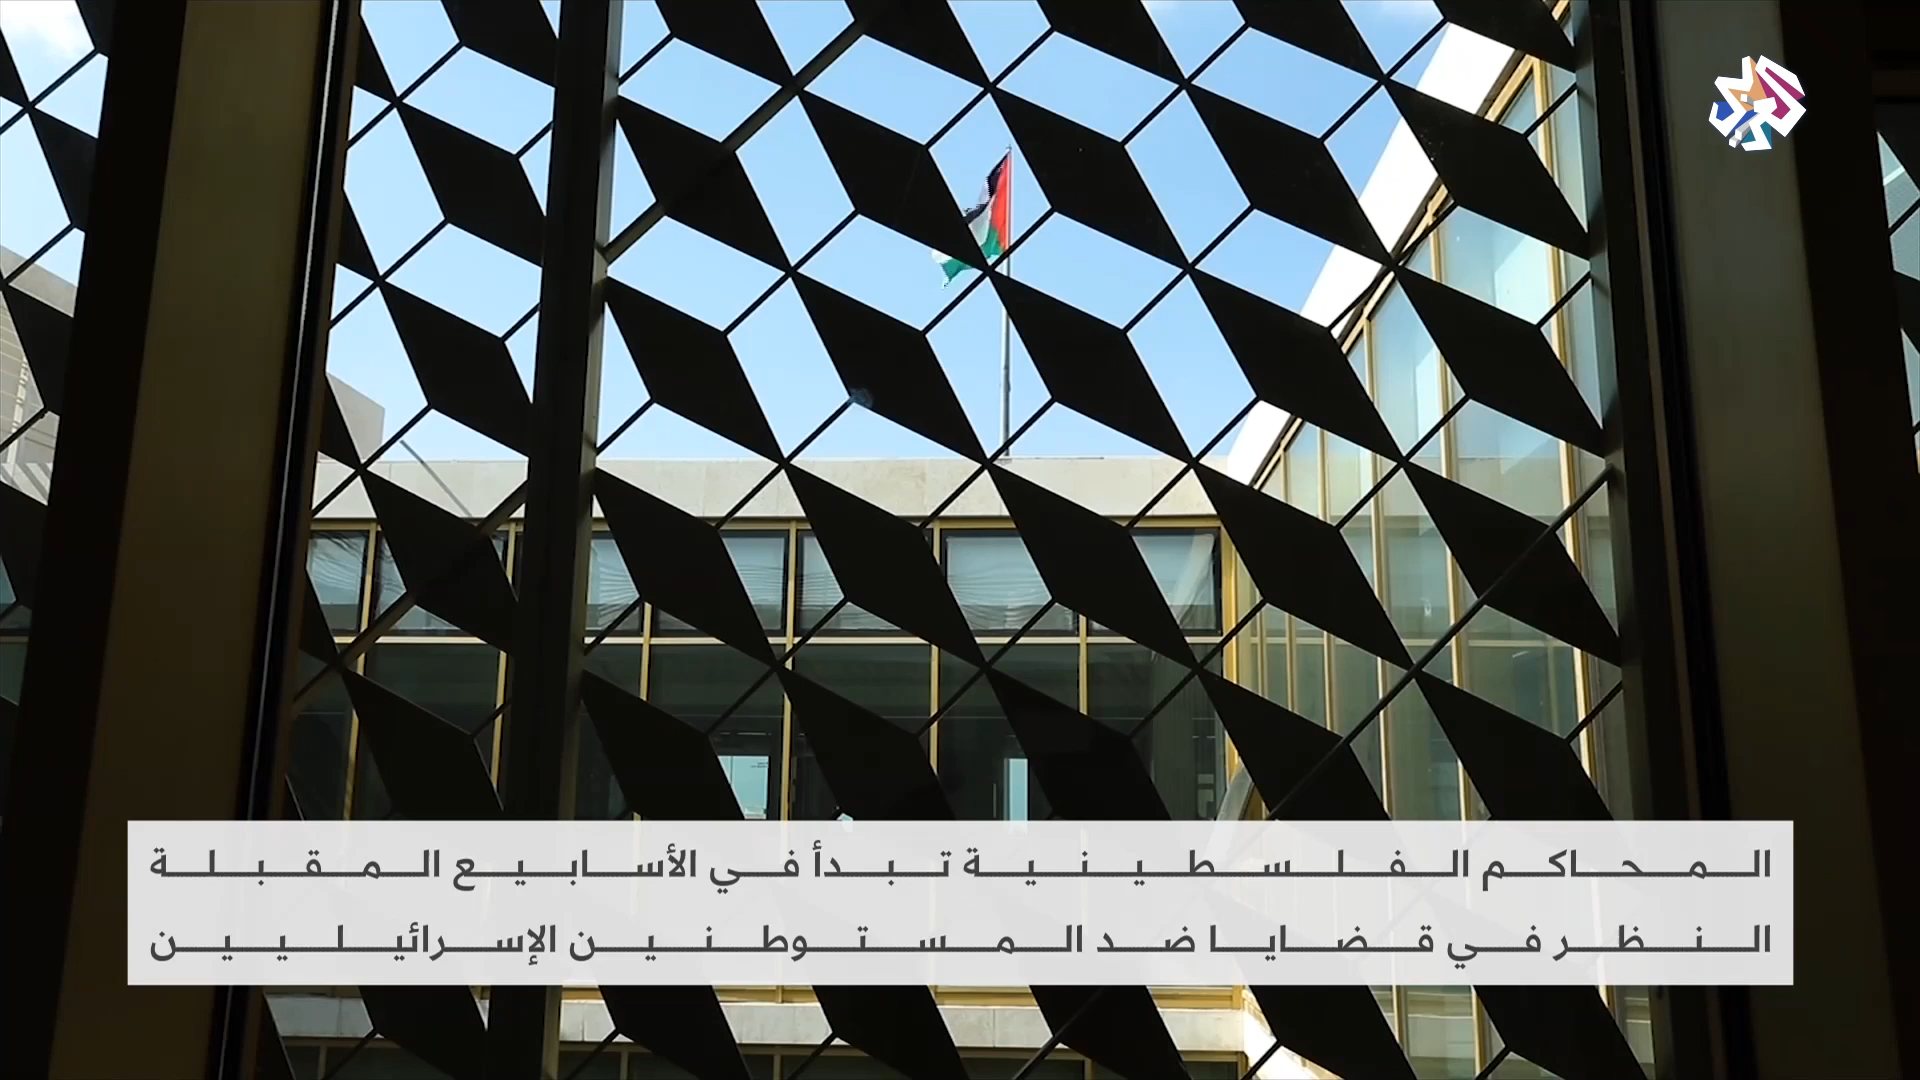 المحاكم الفلسطينية تبدأ في الأسابيع المقبلة
النظر في قضايا ضد المستوطنين الإسرائيليين